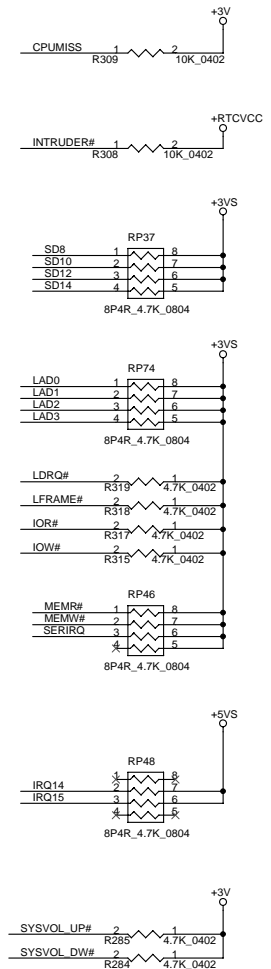 +3V
CPUMISS 1 2
R309 10K_0402
+RTCVCC
INTRUDER# 1 2
R308 10K_0402
+3VS
RP37
SD8 1 8
SD10 2 7
SD12 3 6
SD14 4 5
8P4R_4.7K_0804
+3VS
RP74
LAD0 1 8
LAD1 2 7
LAD2 3 6
LAD3 4 5
8P4R_4.7K_0804
LDRQ# 2 1
R319 4.7K_0402
LFRAME# 2 1
R318 4.7K_0402
IOR# 2 1
R317 4.7K_0402
IOW# 2 1
R315 4.7K_0402
RP46
MEMR# 1 8
MEMW# 2 7
SERIRQ 3 6
4 5
8P4R_4.7K_0804
+5VS
RP48
1 8
IRQ14 2 7
IRQ15 3 6
4 5
8P4R_4.7K_0804
+3V
SYSVOL_UP# 2 1
R285 4.7K_0402
SYSVOL_DW# 2 1
R284 4.7K_0402